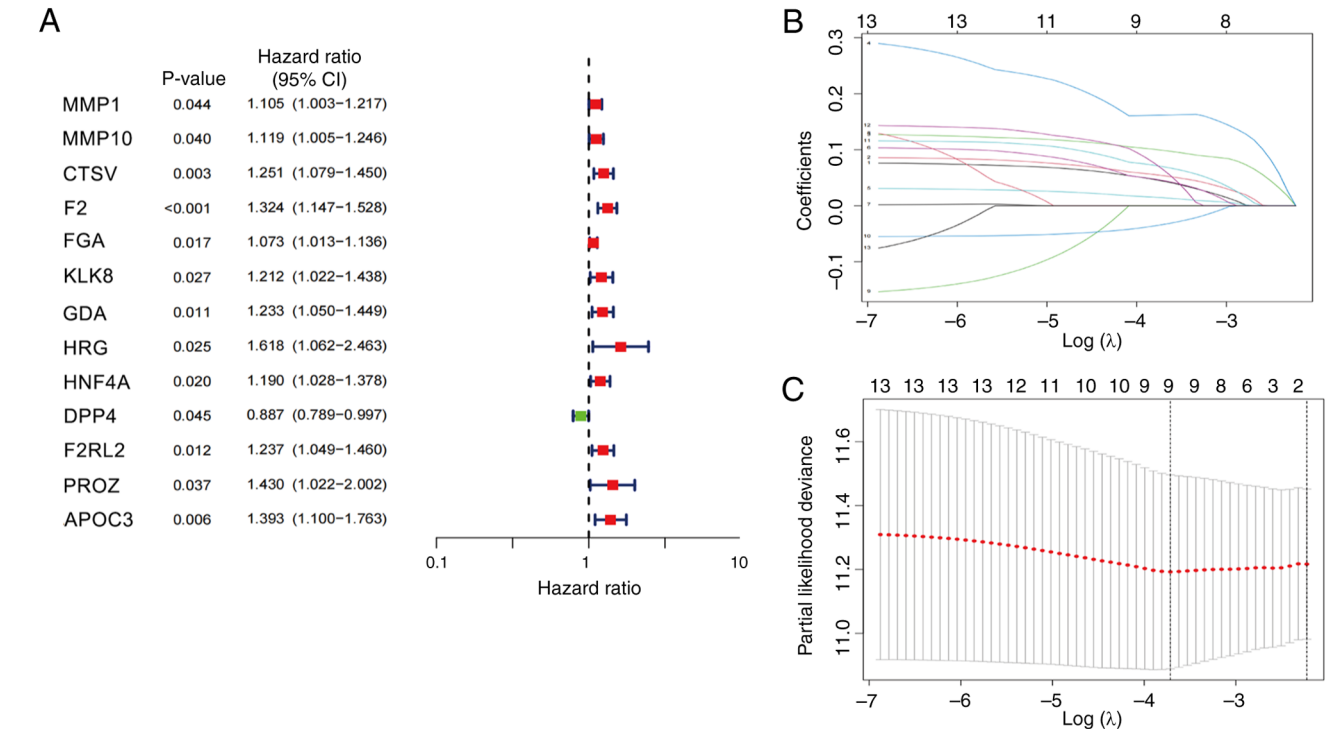 A
Hazard ratio
P-value (95% CI)
MMP1 0.044 1.105 (1.003−1.217)
MMP10 0.040 1.119 (1.005−1.246)
CTSV 0.003 1.251 (1.079−1.450)
F2 <0.001 1.324 (1.147−1.528)
FGA 0.017 1.073 (1.013−1.136)
KLK8 0.027 1.212 (1.022−1.438)
GDA 0.011 1.233 (1.050−1.449)
HRG 0.025 1.618 (1.062−2.463)
HNF4A 0.020 1.190 (1.028−1.378)
DPP4 0.045 0.887 (0.789−0.997)
F2RL2 0.012 1.237 (1.049−1.460)
PROZ 0.037 1.430 (1.022−2.002)
APOC3 0.006 1.393 (1.100−1.763)
0.1 1 10
Hazard ratio
B
13 13 11 9 8
Coefficients
0.3
0.2
0.1
0.0
−0.1
−7 −6 −5 −4 −3
Log (λ)
C
13 13 13 13 12 11 10 10 9 9 9 8 6 3 2
Partial likelihood deviance
11.6
11.4
11.2
11.0
−7 −6 −5 −4 −3
Log (λ)